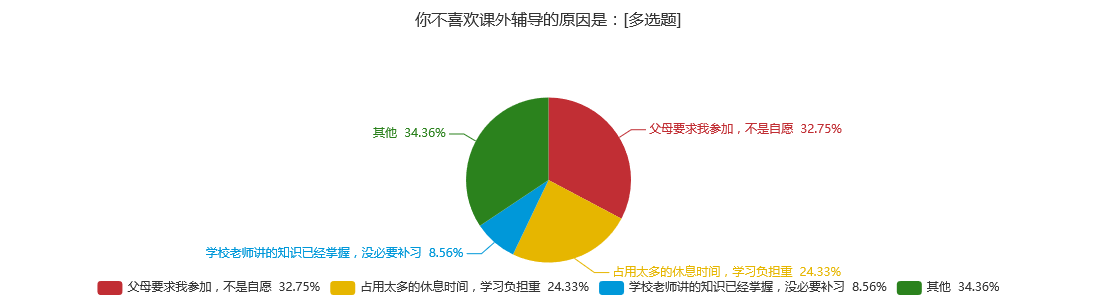 你不喜欢课外辅导的原因是：[多选题]
父母要求我参加，不是自愿 32.75%
其他 34.36%
学校老师讲的知识已经掌握，没必要补习 8.56%
占用太多的休息时间，学习负担重 24.33%
父母要求我参加，不是自愿 32.75% 占用太多的休息时间，学习负担重 24.33% 学校老师讲的知识已经掌握，没必要补习 8.56% 其他 34.36%